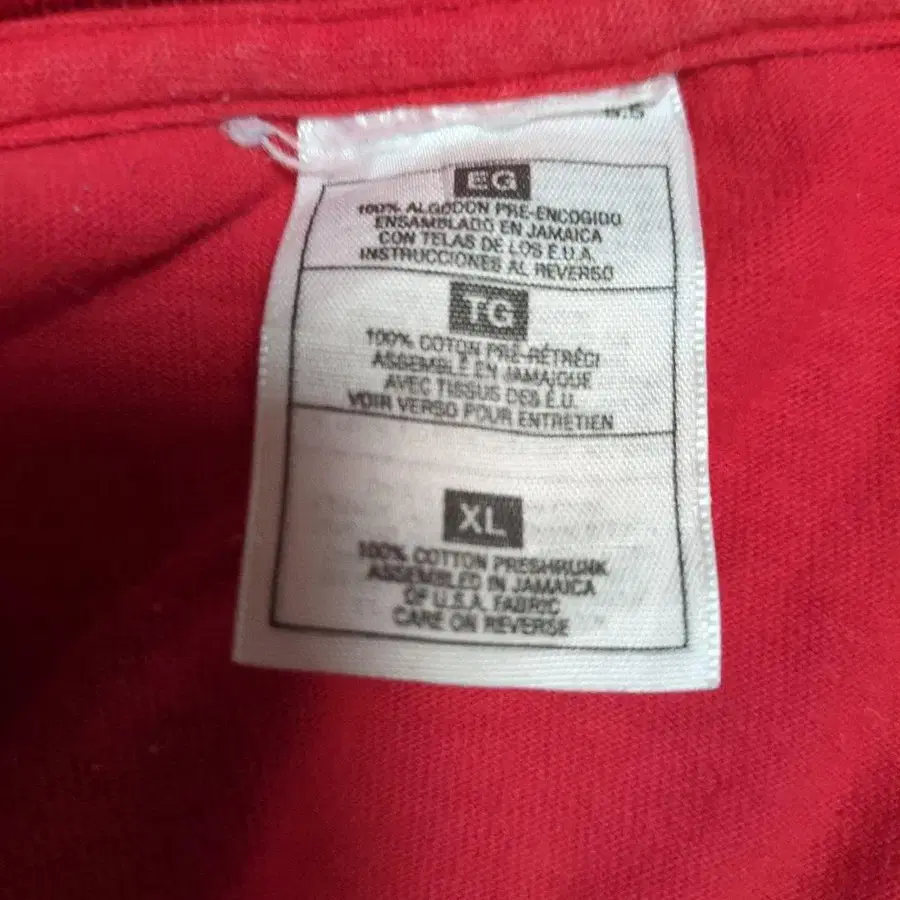 EG
100% ALGODON PRE-ENCOGIDO
ENSAMBLADO EN JAMAICA
CON TELAS DE LOS E.U.A.
INSTRUCCIONES AL REVERSO
TG
100% COTON PRÉ-RÉTRÉCI
ASSEMBLÉ EN JAMAIQUE
AVEC TISSUS DES É.U.
VOIR VERSO POUR ENTRETIEN
XL
100% COTTON PRESHRUNK
ASSEMBLED IN JAMAICA
OF U.S.A. FABRIC
CARE ON REVERSE